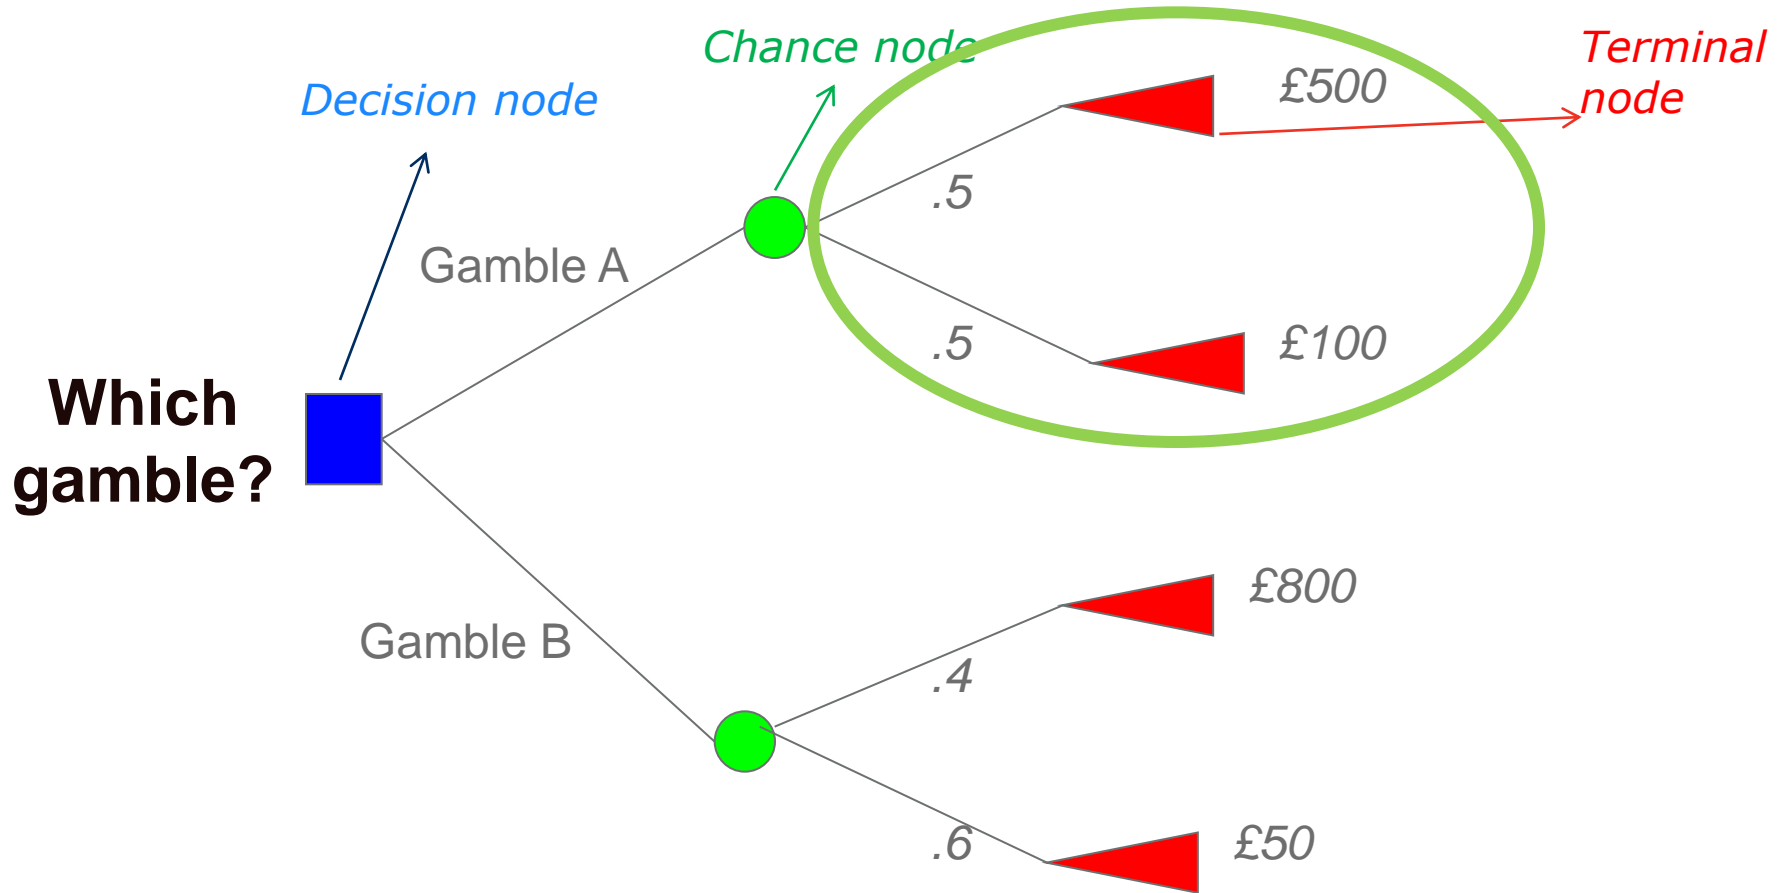 Chance node
Terminal
node
Decision node
£500
.5
Gamble A
.5
£100
Which
gamble?
£800
Gamble B
.4
.6
£50